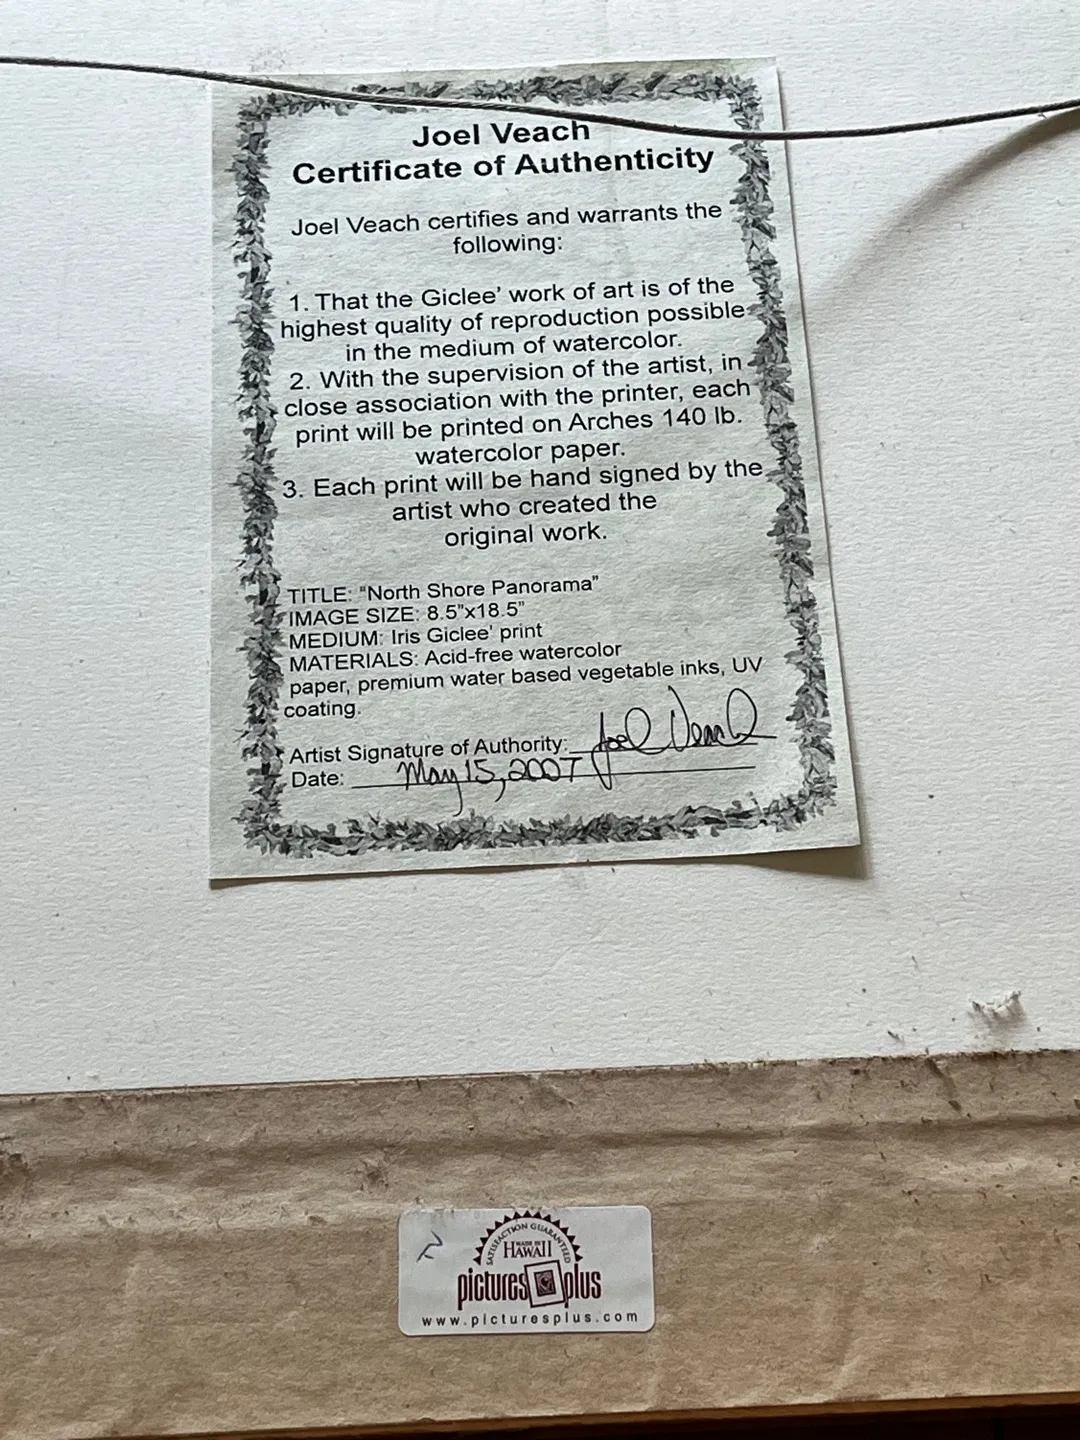 Joel Veach
Certificate of Authenticity
Joel Veach certifies and warrants the
following:
1. That the Giclee' work of art is of the
highest quality of reproduction possible
in the medium of watercolor.
2. With the supervision of the artist, in
close association with the printer, each
print will be printed on Arches 140 lb.
watercolor paper.
3. Each print will be hand signed by the
artist who created the
original work.
TITLE: "North Shore Panorama"
IMAGE SIZE: 8.5"x18.5"
MEDIUM: Iris Giclee' print
MATERIALS: Acid-free watercolor
paper, premium water based vegetable inks, UV
coating.
Artist Signature of Authority: Joel Veach
Date: May 15, 2007
SATISFACTION GUARANTEED
MADE IN
HAWAII
pictures plus
www.picturesplus.com